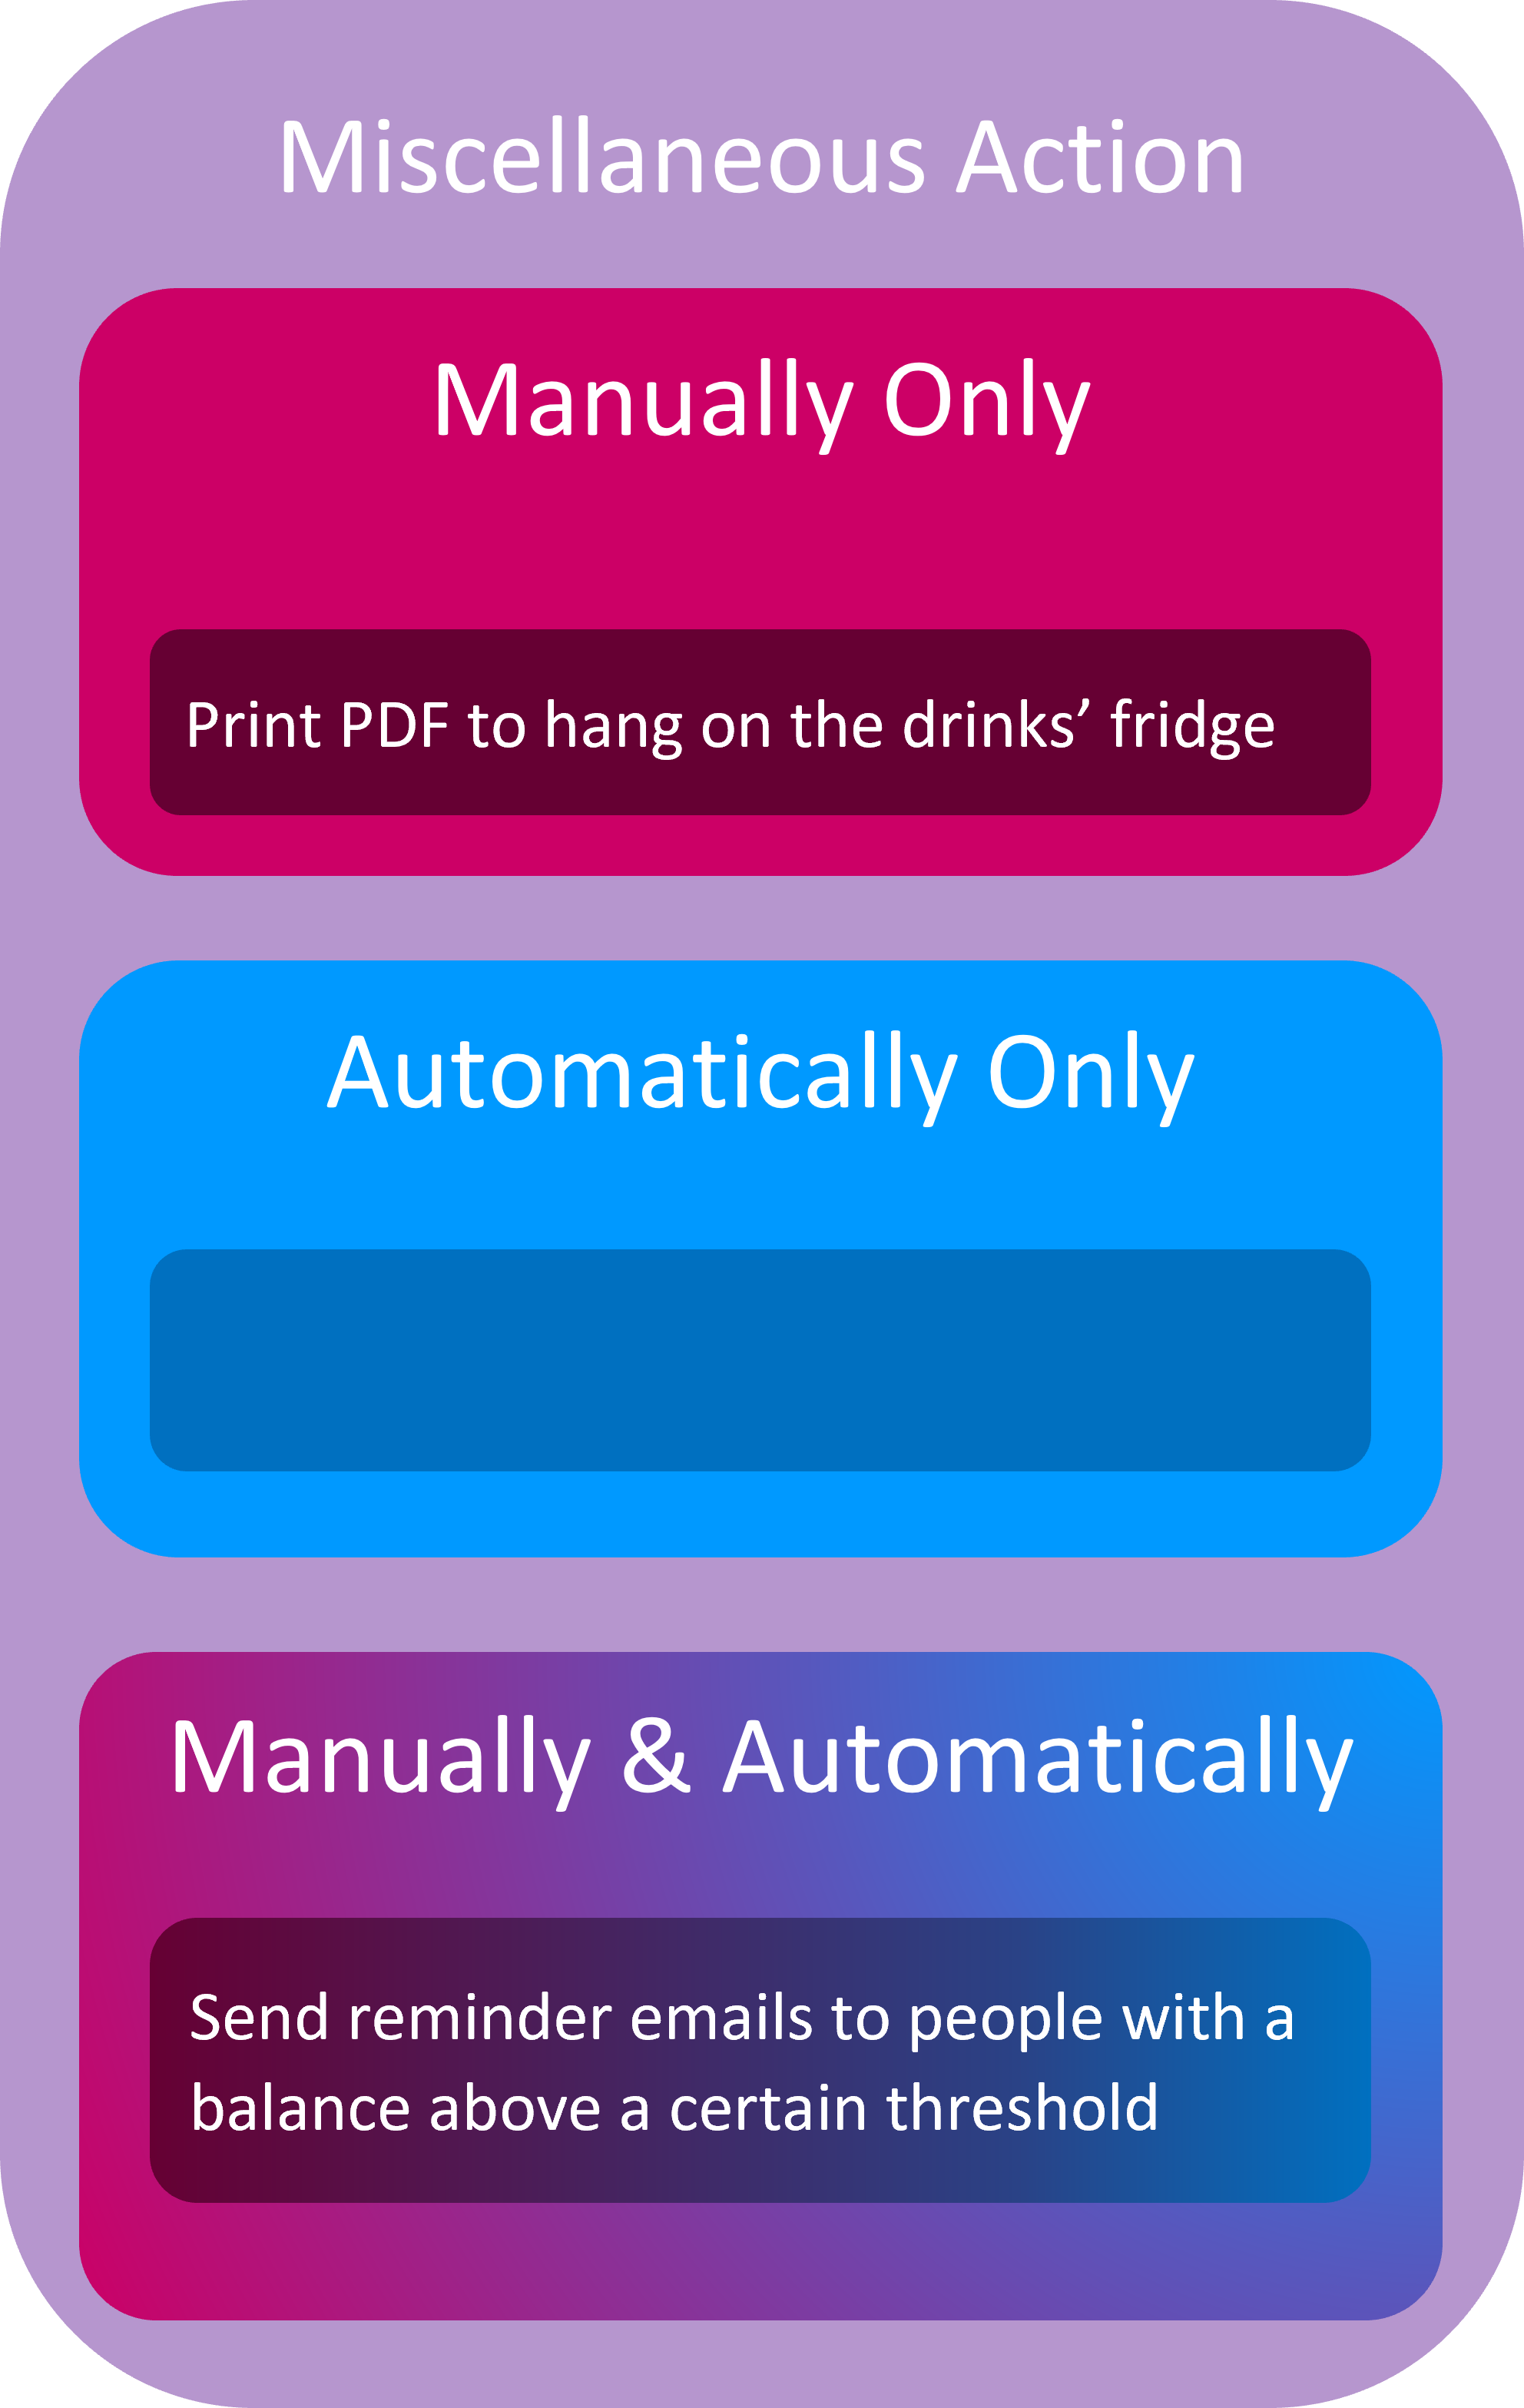 Miscellaneous Action
Manually Only
Print PDF to hang on the drinks’ fridge
Automatically Only
Manually & Automatically
Send reminder emails to people with a
balance above a certain threshold